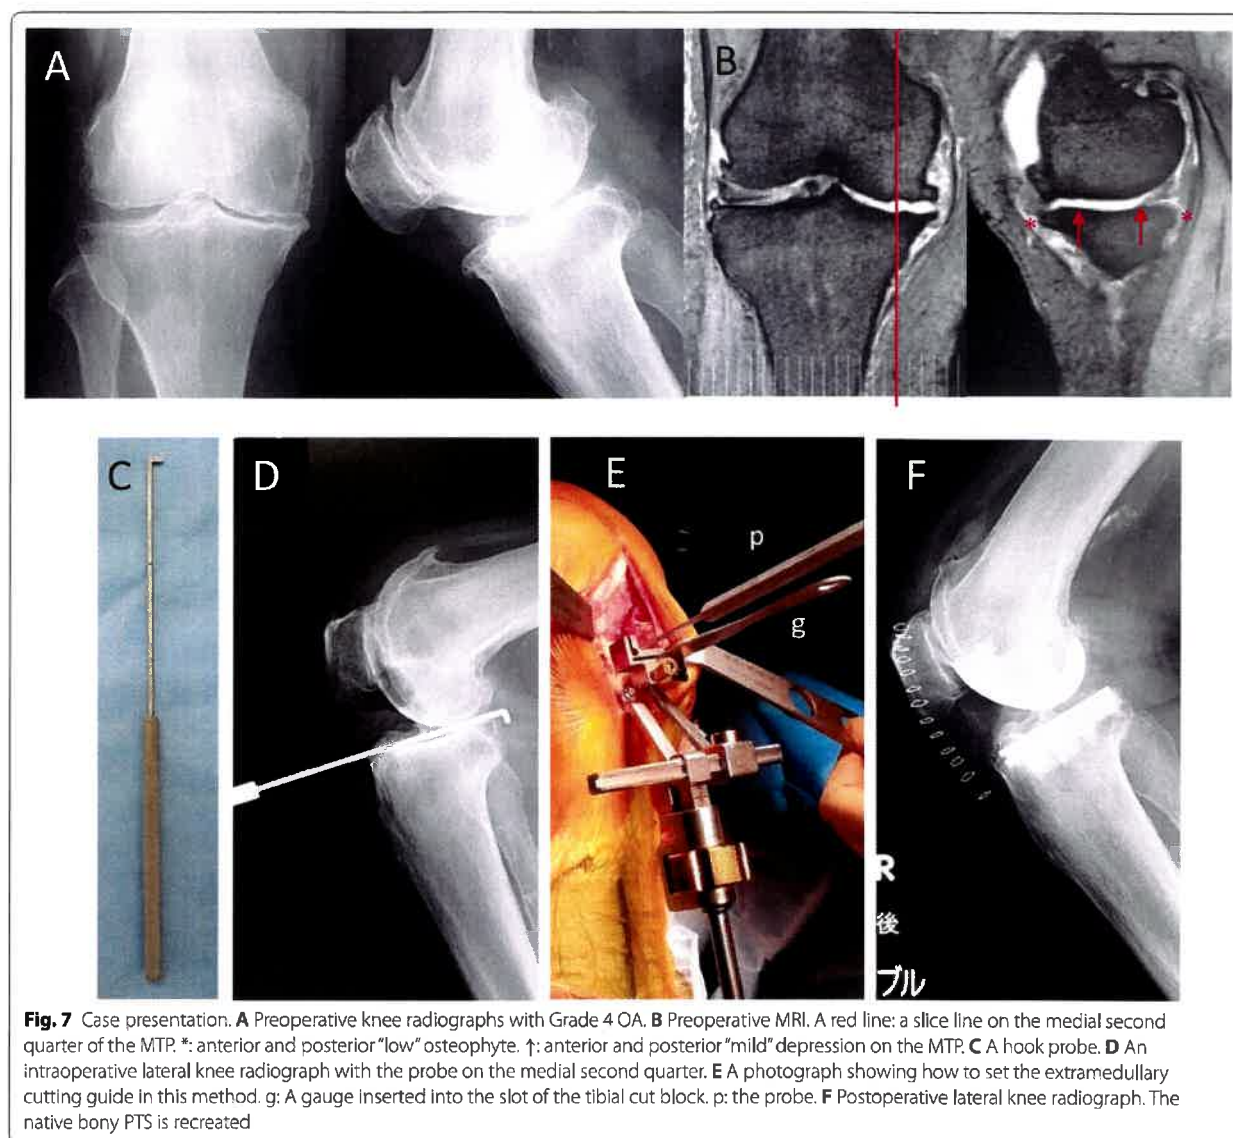 A
B
*
*
C
D
E
p
g
F
R
後
ブル
Fig. 7 Case presentation. A Preoperative knee radiographs with Grade 4 OA. B Preoperative MRI. A red line: a slice line on the medial second
quarter of the MTP. *: anterior and posterior "low" osteophyte. ↑: anterior and posterior "mild" depression on the MTP. C A hook probe. D An
intraoperative lateral knee radiograph with the probe on the medial second quarter. E A photograph showing how to set the extramedullary
cutting guide in this method. g: A gauge inserted into the slot of the tibial cut block. p: the probe. F Postoperative lateral knee radiograph. The
native bony PTS is recreated